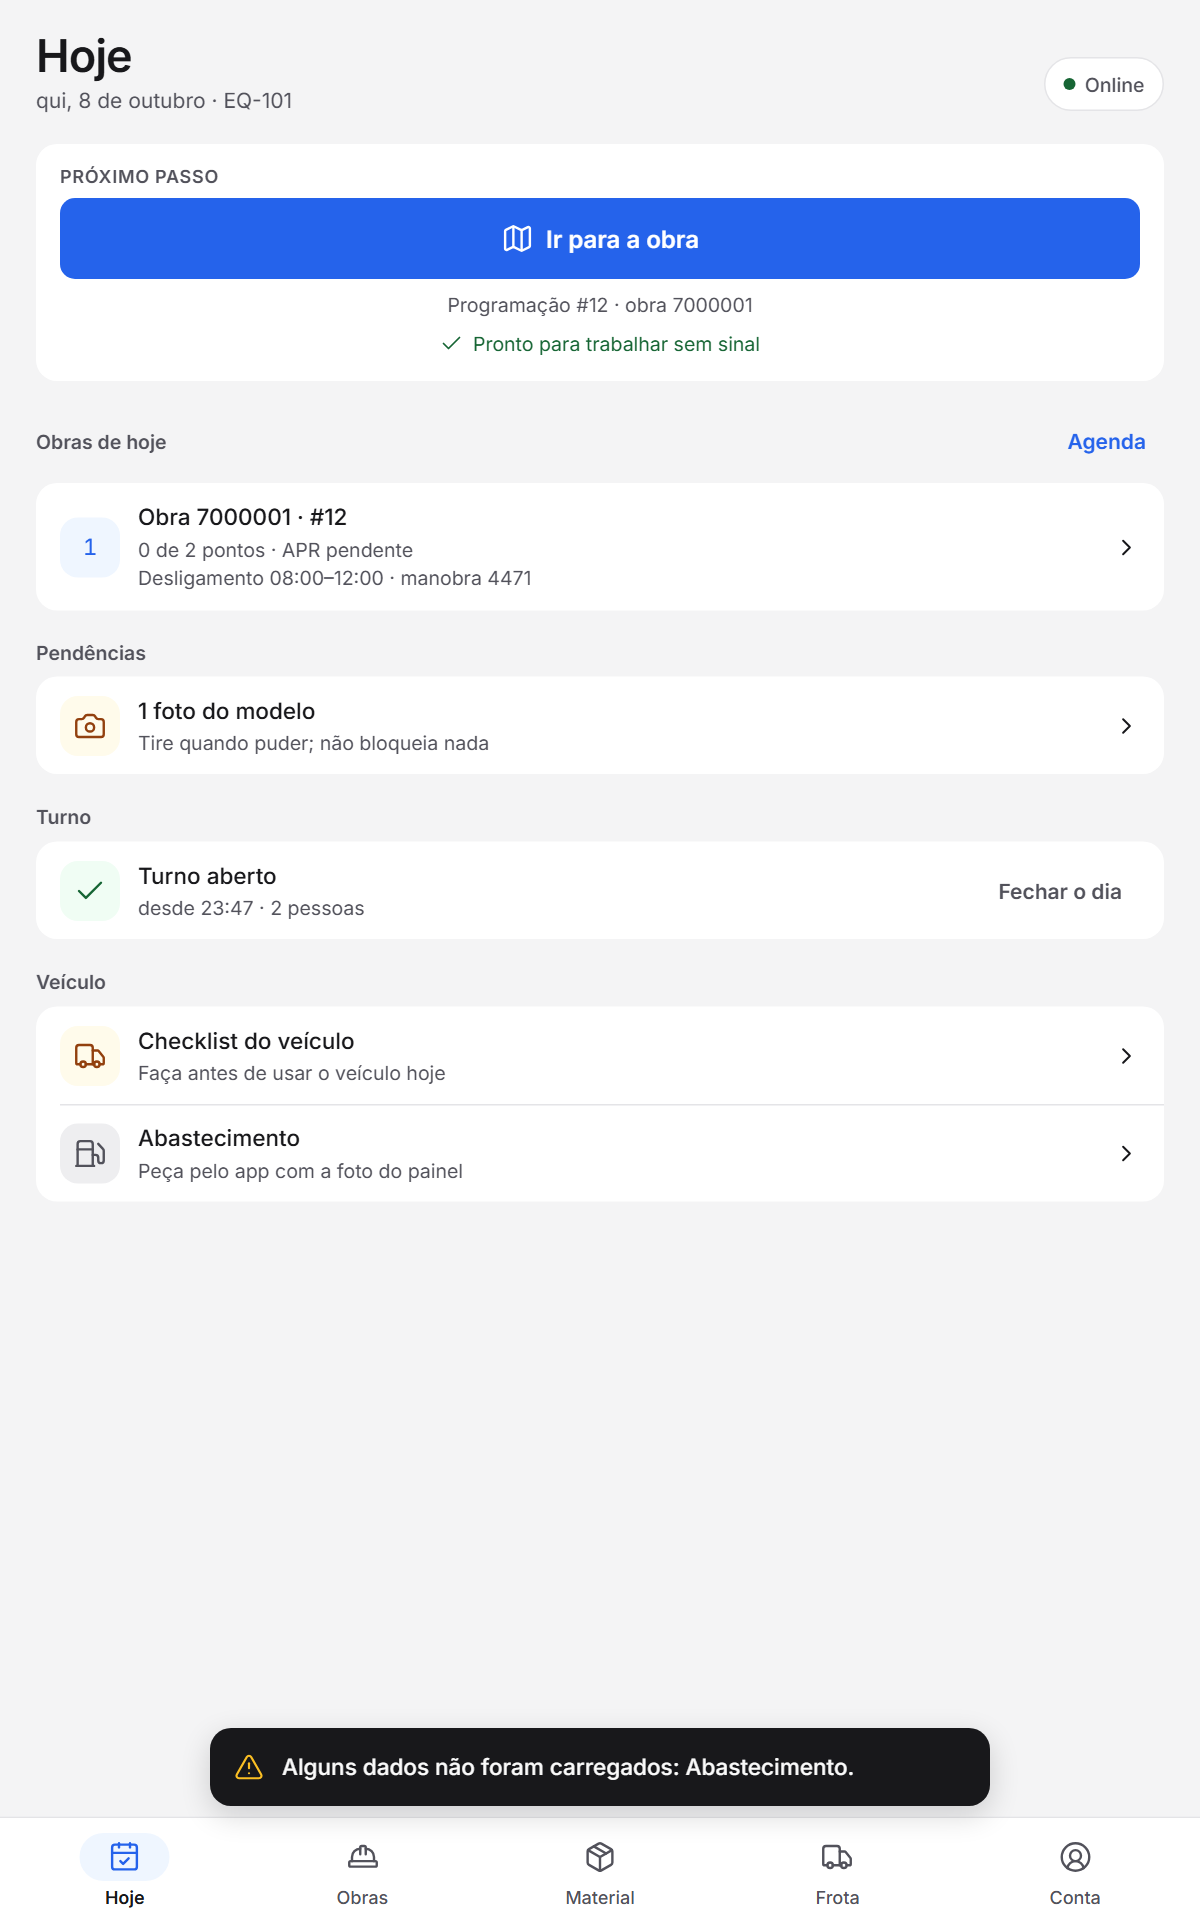 Hoje
qui, 8 de outubro · EQ-101
Online
PRÓXIMO PASSO
Ir para a obra
Programação #12 · obra 7000001
Pronto para trabalhar sem sinal
Obras de hoje
Agenda
1
Obra 7000001 · #12
0 de 2 pontos · APR pendente
Desligamento 08:00–12:00 · manobra 4471
Pendências
1 foto do modelo
Tire quando puder; não bloqueia nada
Turno
Turno aberto
desde 23:47 · 2 pessoas
Fechar o dia
Veículo
Checklist do veículo
Faça antes de usar o veículo hoje
Abastecimento
Peça pelo app com a foto do painel
Alguns dados não foram carregados: Abastecimento.
Hoje
Obras
Material
Frota
Conta